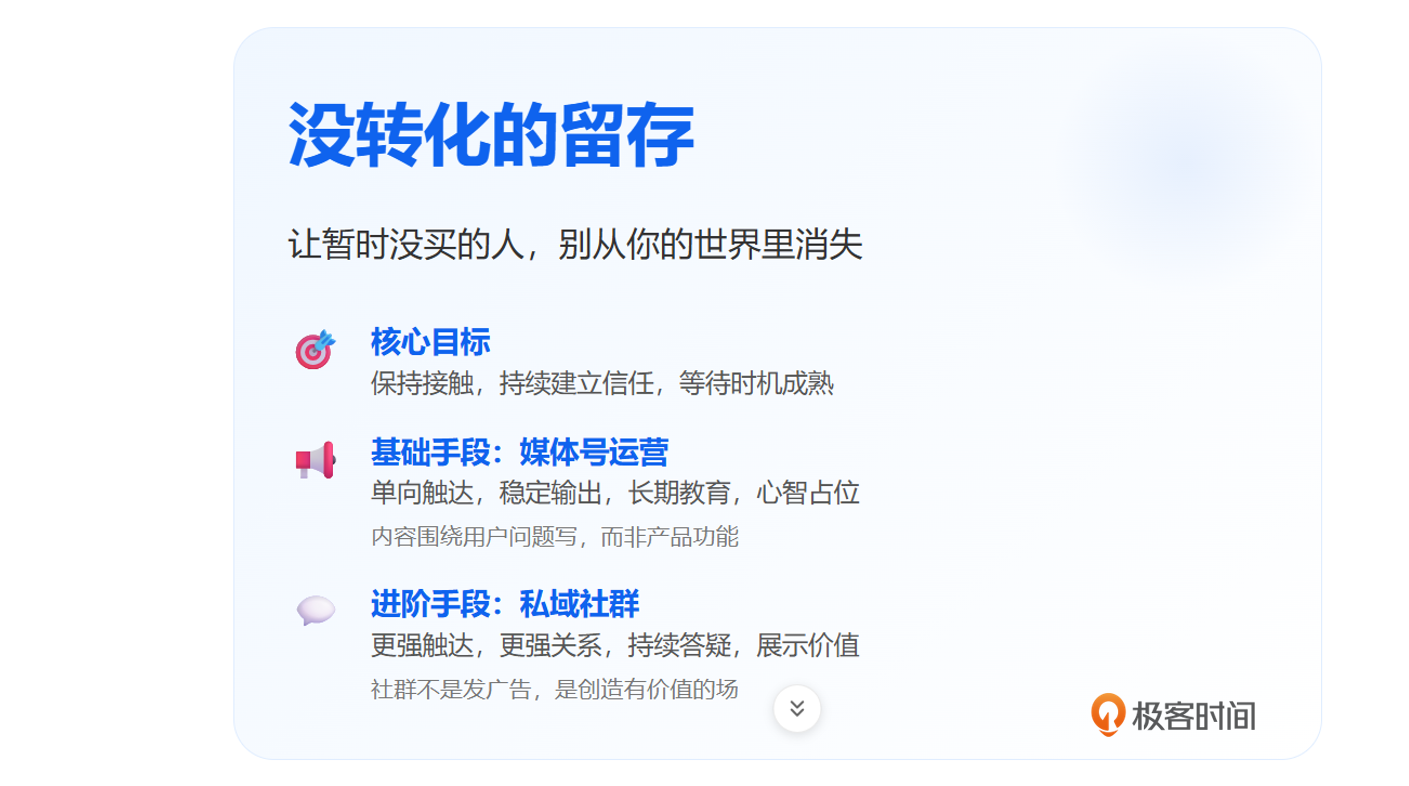 没转化的留存
让暂时没买的人，别从你的世界里消失
核心目标
保持接触，持续建立信任，等待时机成熟
基础手段：媒体号运营
单向触达，稳定输出，长期教育，心智占位
内容围绕用户问题写，而非产品功能
进阶手段：私域社群
更强触达，更强关系，持续答疑，展示价值
社群不是发广告，是创造有价值的场
极客时间